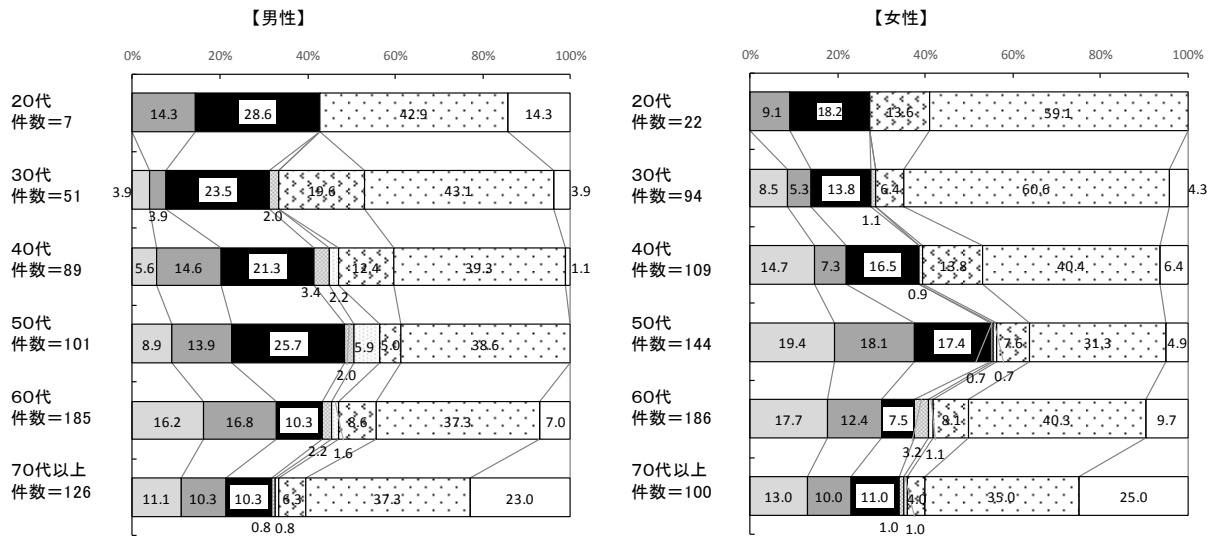 【男性】
0% 20% 40% 60% 80% 100%
20代
件数=7
14.3 28.6 42.9 14.3
30代
件数=51
3.9 3.9 23.5 2.0 19.6 43.1 3.9
40代
件数=89
5.6 14.6 21.3 3.4 2.2 12.4 39.3 1.1
50代
件数=101
8.9 13.9 25.7 2.0 5.9 5.0 38.6
60代
件数=185
16.2 16.8 10.3 2.2 1.6 8.6 37.3 7.0
70代以上
件数=126
11.1 10.3 10.3 0.8 0.8 6.3 37.3 23.0
【女性】
0% 20% 40% 60% 80% 100%
20代
件数=22
9.1 18.2 13.6 59.1
30代
件数=94
8.5 5.3 13.8 1.1 6.4 60.6 4.3
40代
件数=109
14.7 7.3 16.5 0.9 13.8 40.4 6.4
50代
件数=144
19.4 18.1 17.4 0.7 0.7 7.6 31.3 4.9
60代
件数=186
17.7 12.4 7.5 3.2 1.1 8.1 40.3 9.7
70代以上
件数=100
13.0 10.0 11.0 1.0 1.0 4.0 35.0 25.0